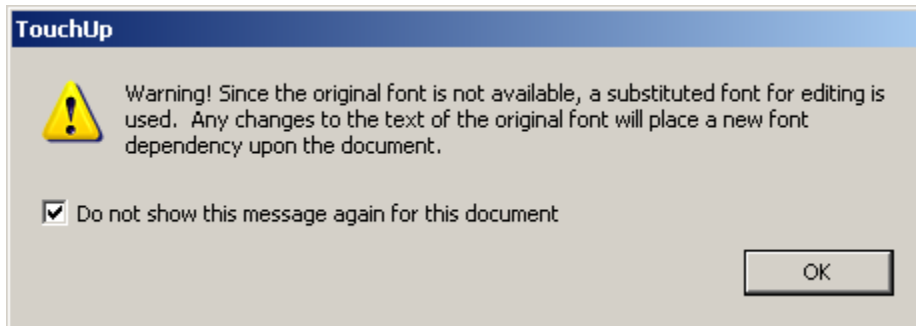 TouchUp
Warning! Since the original font is not available, a substituted font for editing is
used.  Any changes to the text of the original font will place a new font
dependency upon the document.
Do not show this message again for this document
OK